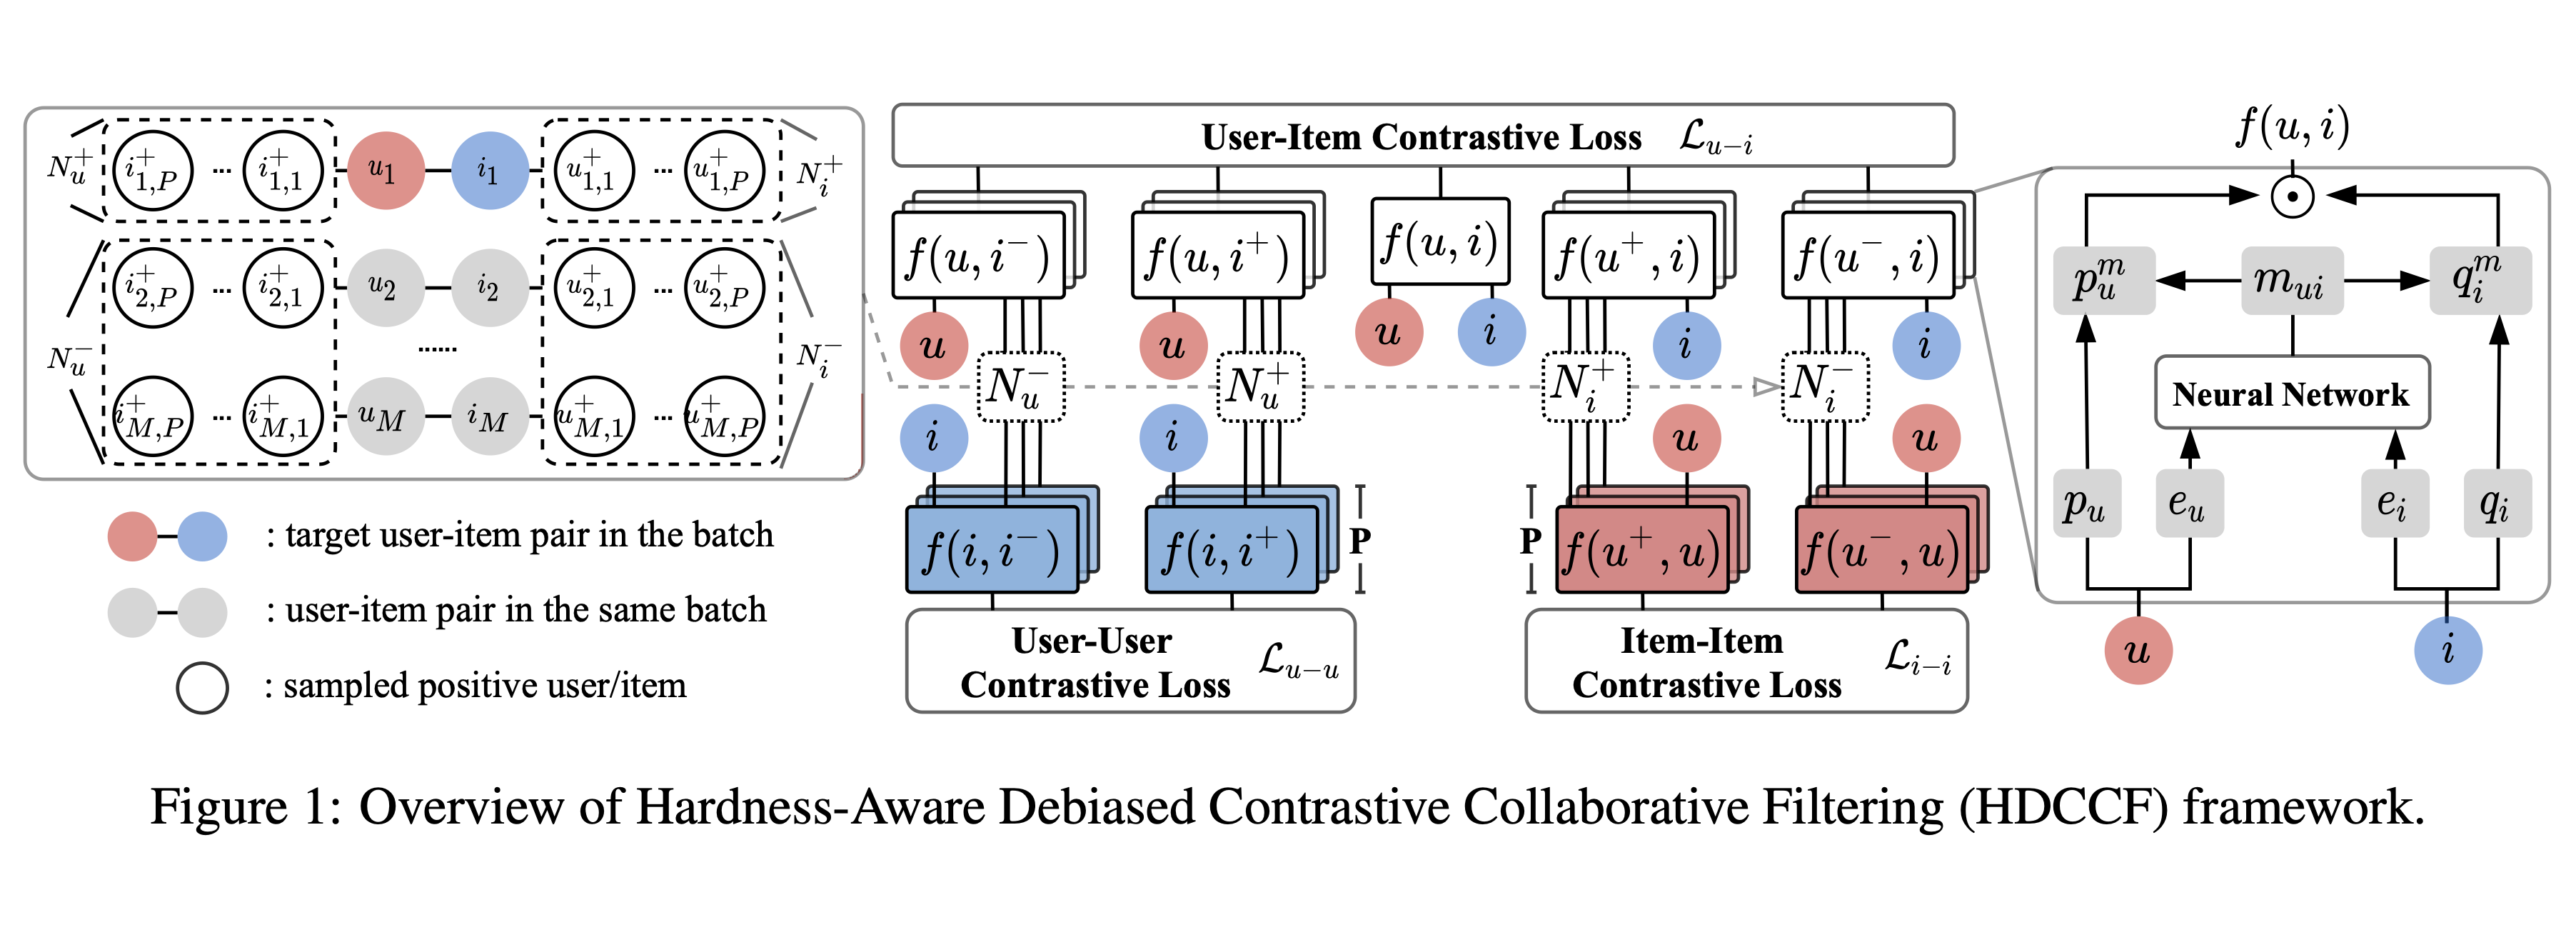 N_u^+ i_{1,P}^+ ... i_{1,1}^+ u_1 i_1 u_{1,1}^+ ... u_{1,P}^+ N_i^+
i_{2,P}^+ ... i_{2,1}^+ u_2 i_2 u_{2,1}^+ ... u_{2,P}^+
N_u^- ...... N_i^-
i_{M,P}^+ ... i_{M,1}^+ u_M i_M u_{M,1}^+ ... u_{M,P}^+
: target user-item pair in the batch
: user-item pair in the same batch
: sampled positive user/item
User-Item Contrastive Loss ℒ_{u-i}
f(u, i^-) f(u, i^+) f(u, i) f(u^+, i) f(u^-, i)
u u u i i i
N_u^- N_u^+ N_i^+ N_i^-
i i u u
f(i, i^-) f(i, i^+) P P f(u^+, u) f(u^-, u)
User-User
Contrastive Loss ℒ_{u-u}
Item-Item
Contrastive Loss ℒ_{i-i}
f(u, i)
p_u^m m_{ui} q_i^m
Neural Network
p_u e_u e_i q_i
u i
Figure 1: Overview of Hardness-Aware Debiased Contrastive Collaborative Filtering (HDCCF) framework.